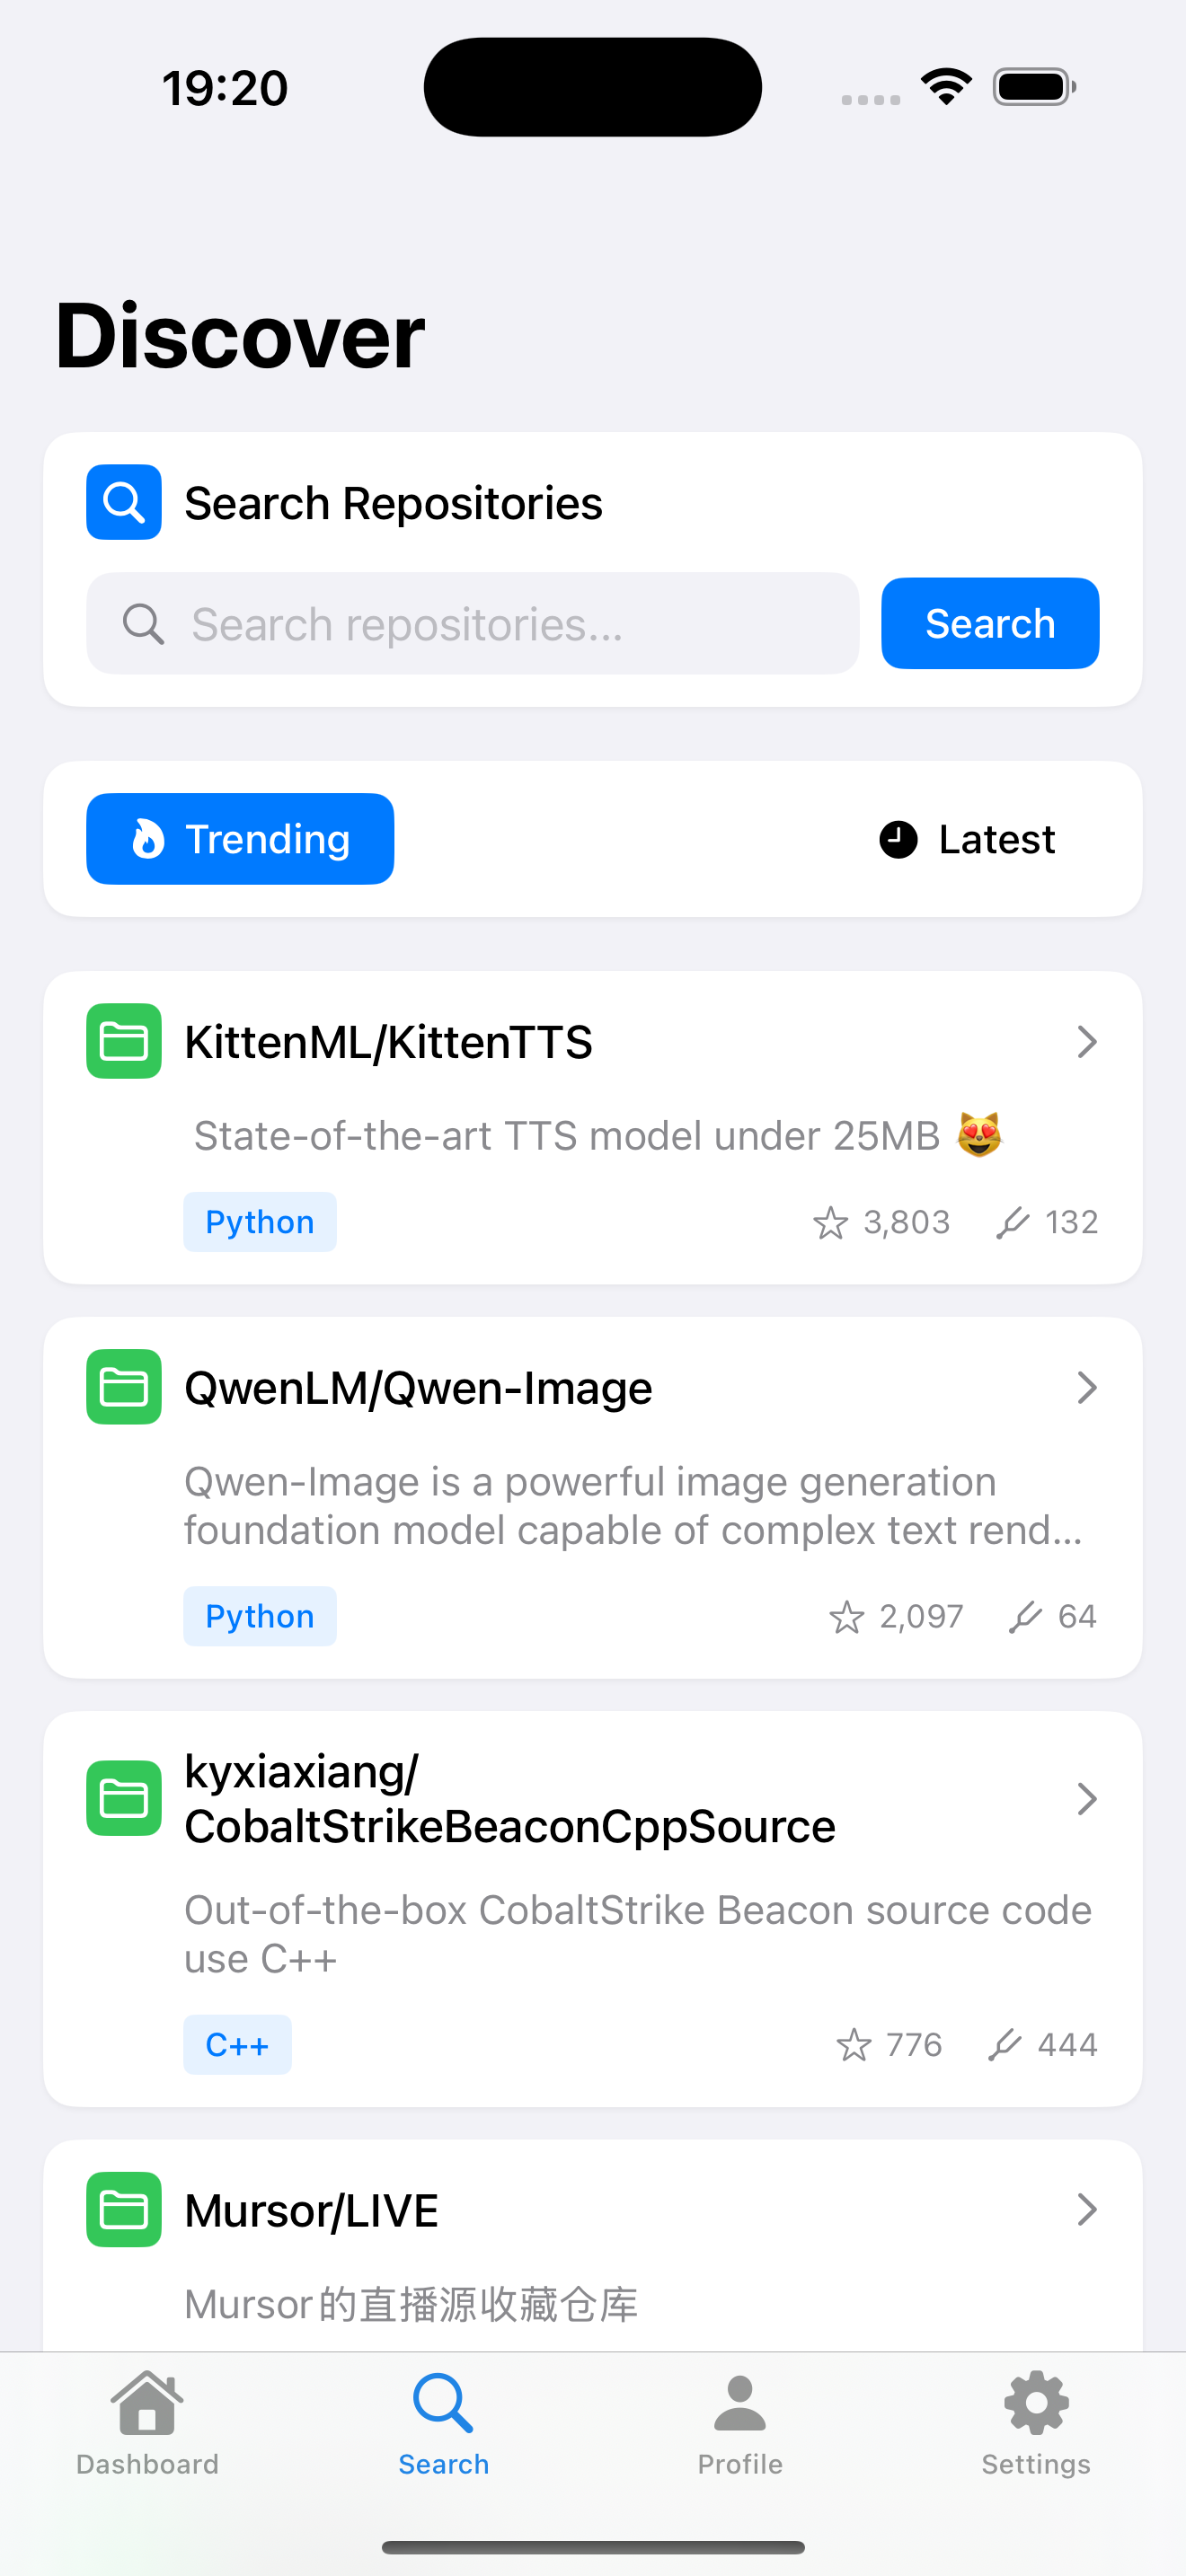 19:20
Discover
Search Repositories
Search repositories...
Search
Trending
Latest
KittenML/KittenTTS
State-of-the-art TTS model under 25MB 😻
Python
3,803
132
QwenLM/Qwen-Image
Qwen-Image is a powerful image generation
foundation model capable of complex text rend...
Python
2,097
64
kyxiaxiang/
CobaltStrikeBeaconCppSource
Out-of-the-box CobaltStrike Beacon source code
use C++
C++
776
444
Mursor/LIVE
Mursor的直播源收藏仓库
Dashboard
Search
Profile
Settings